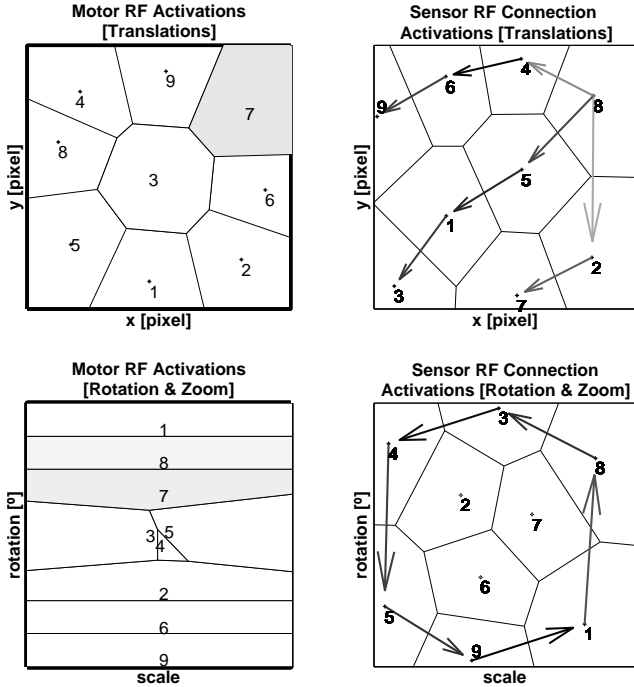 Motor RF Activations
[Translations]
9
4
7
8
3
6
5
2
1
y [pixel]
x [pixel]
Sensor RF Connection
Activations [Translations]
4
6
8
9
5
1
2
3
7
y [pixel]
x [pixel]
Motor RF Activations
[Rotation & Zoom]
1
8
7
5
3
4
2
6
9
rotation [º]
scale
Sensor RF Connection
Activations [Rotation & Zoom]
3
4
8
2
7
6
5
1
9
rotation [º]
scale